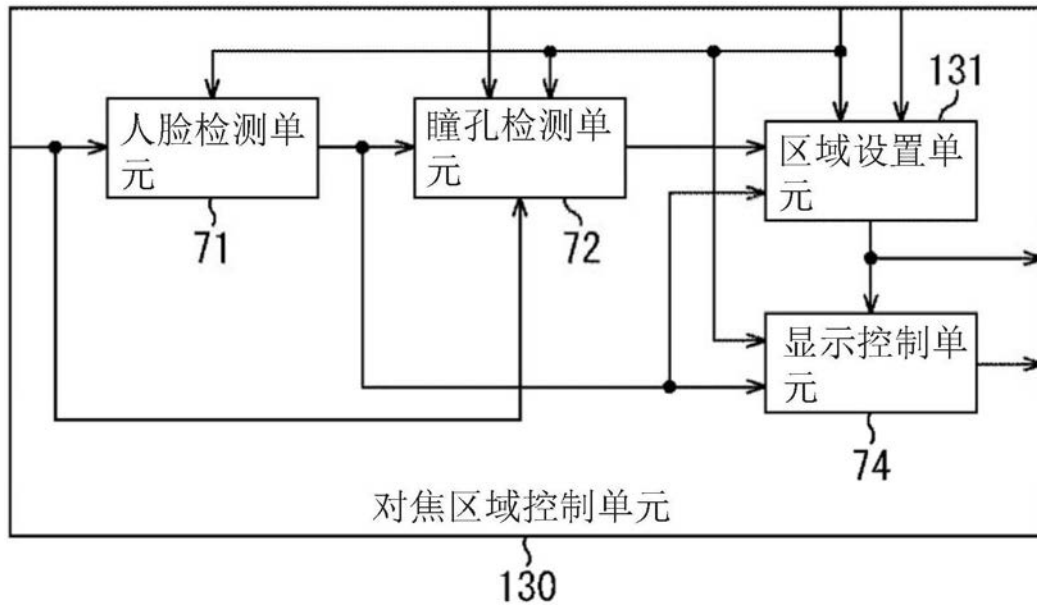 131
人脸检测单
元
瞳孔检测单
元
区域设置单
元
71
72
显示控制单
元
74
对焦区域控制单元
130